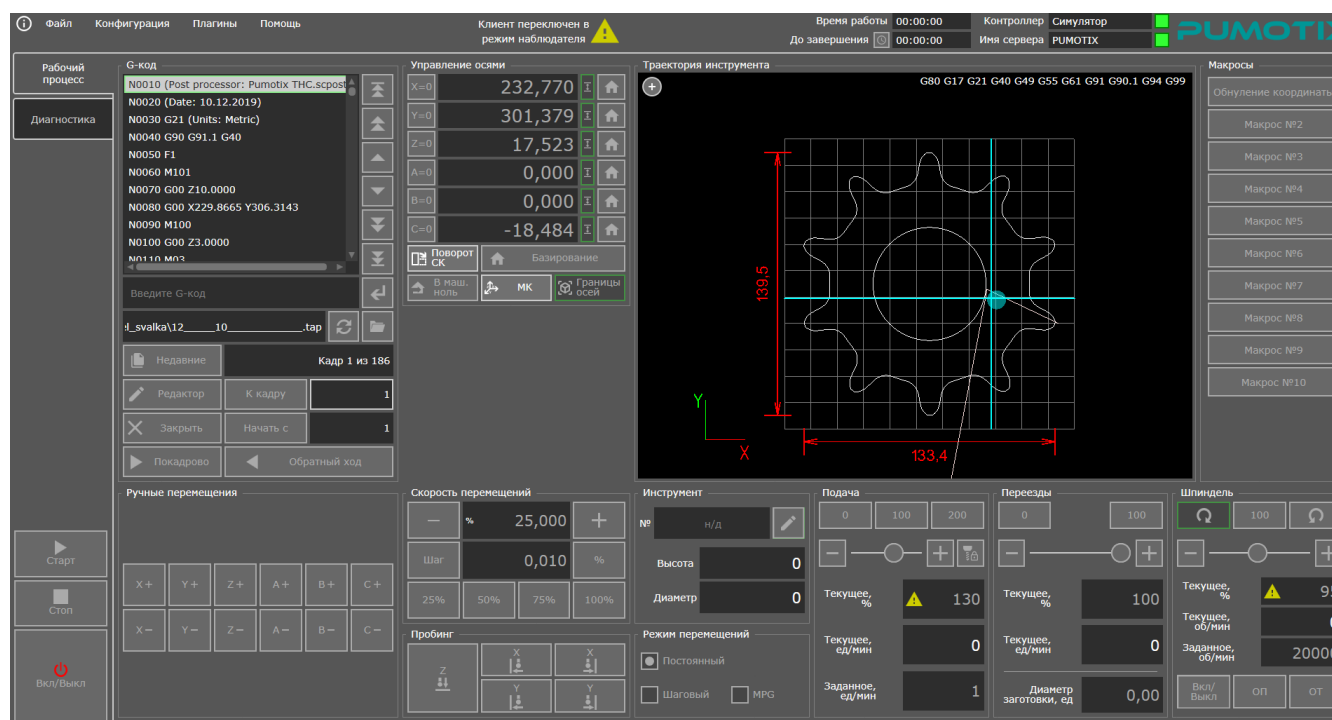 Файл Конфигурация Плагины Помощь
Клиент переключен в
режим наблюдателя
Время работы 00:00:00
До завершения 00:00:00
Контроллер Симулятор
Имя сервера PUMOTIX
PUMOTIX
Рабочий
процесс
Диагностика
G-код
N0010 (Post processor: Pumotix THC.scpost
N0020 (Date: 10.12.2019)
N0030 G21 (Units: Metric)
N0040 G90 G91.1 G40
N0050 F1
N0060 M101
N0070 G00 Z10.0000
N0080 G00 X229.8665 Y306.3143
N0090 M100
N0100 G00 Z3.0000
N0110 M03
Введите G-код
l_svalka\12_____10____________.tap
Недавние Кадр 1 из 186
Редактор К кадру 1
Закрыть Начать с 1
Покадрово Обратный ход
Управление осями
X=0 232,770
Y=0 301,379
Z=0 17,523
A=0 0,000
B=0 0,000
C=0 -18,484
Поворот
СК
Базирование
В маш.
ноль
МК
Границы
осей
Траектория инструмента
G80 G17 G21 G40 G49 G55 G61 G91 G90.1 G94 G99
139,5
133,4
Y
X
Макросы
Обнуление координаты
Макрос №2
Макрос №3
Макрос №4
Макрос №5
Макрос №6
Макрос №7
Макрос №8
Макрос №9
Макрос №10
Старт
Стоп
Вкл/Выкл
Ручные перемещения
X+ Y+ Z+ A+ B+ C+
X− Y− Z− A− B− C−
Скорость перемещений
− % 25,000 +
Шаг 0,010 %
25% 50% 75% 100%
Пробинг
Z X X
Y Y
Инструмент
№ н/д
Высота 0
Диаметр 0
Режим перемещений
Постоянный
Шаговый MPG
Подача
0 100 200
Текущее,
% 130
Текущее,
ед/мин 0
Заданное,
ед/мин 1
Переезды
0 100
Текущее,
% 100
Текущее,
ед/мин 0
Диаметр
заготовки, ед 0,00
Шпиндель
100
Текущее,
% 95
Текущее,
об/мин 0
Заданное,
об/мин 20000
Вкл/
Выкл
ОП ОТ